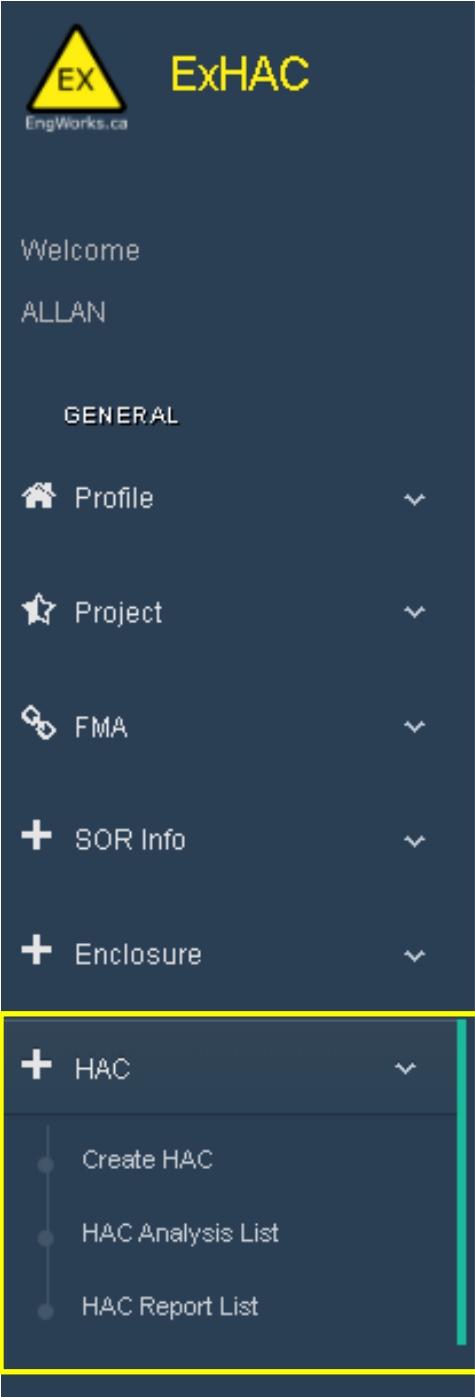 EX
ExHAC
EngWorks.ca
Welcome
ALLAN
GENERAL
Profile
Project
FMA
SOR Info
Enclosure
HAC
Create HAC
HAC Analysis List
HAC Report List